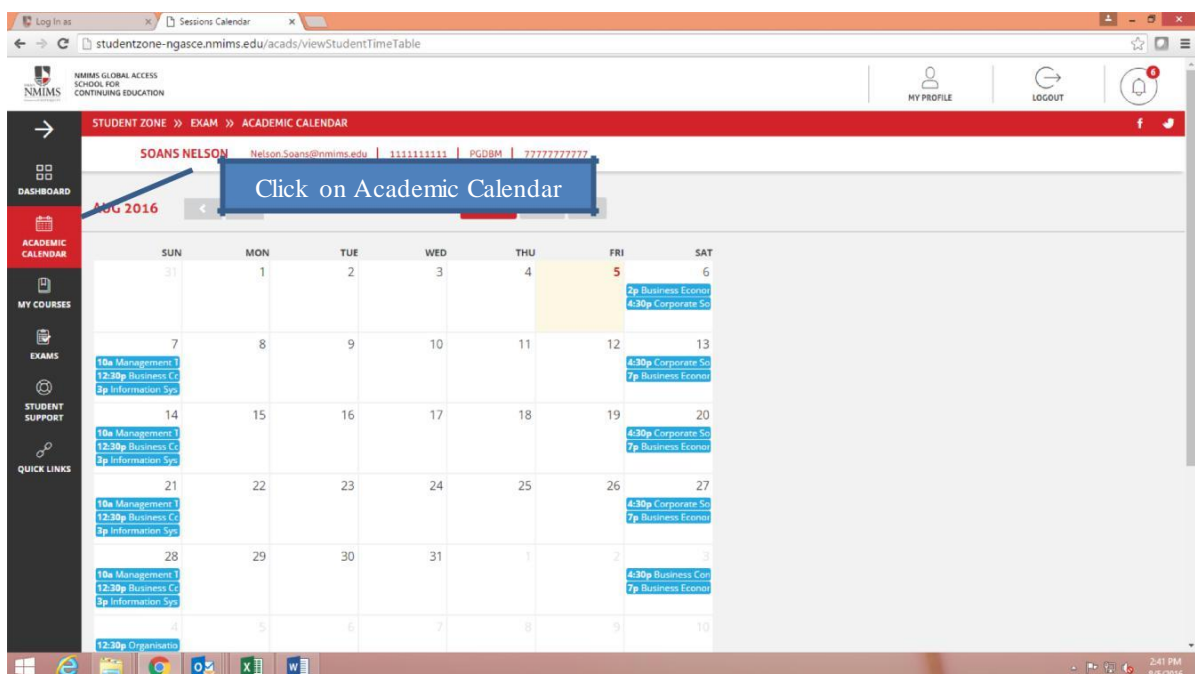 Log In as
Sessions Calendar
studentzone-ngasce.nmims.edu/acads/viewStudentTimeTable
NMIMS
NMIMS GLOBAL ACCESS
SCHOOL FOR
CONTINUING EDUCATION
MY PROFILE
LOGOUT
6
STUDENT ZONE » EXAM » ACADEMIC CALENDAR
f
SOANS NELSON Nelson.Soans@nmims.edu | 1111111111 | PGDBM | 77777777777
Click on Academic Calendar
DASHBOARD
ACADEMIC
CALENDAR
MY COURSES
EXAMS
STUDENT
SUPPORT
QUICK LINKS
AUG 2016
SUN MON TUE WED THU FRI SAT
31 1 2 3 4 5 6
2p Business Econor
4:30p Corporate So
7 8 9 10 11 12 13
10a Management T
12:30p Business Cc
3p Information Sys
4:30p Corporate So
7p Business Econor
14 15 16 17 18 19 20
10a Management T
12:30p Business Cc
3p Information Sys
4:30p Corporate So
7p Business Econor
21 22 23 24 25 26 27
10a Management T
12:30p Business Cc
3p Information Sys
4:30p Corporate So
7p Business Econor
28 29 30 31 1 2 3
10a Management T
12:30p Business Cc
3p Information Sys
4:30p Business Con
7p Business Econor
4 5 6 7 8 9 10
12:30p Organisatio
2:41 PM
8/5/2016